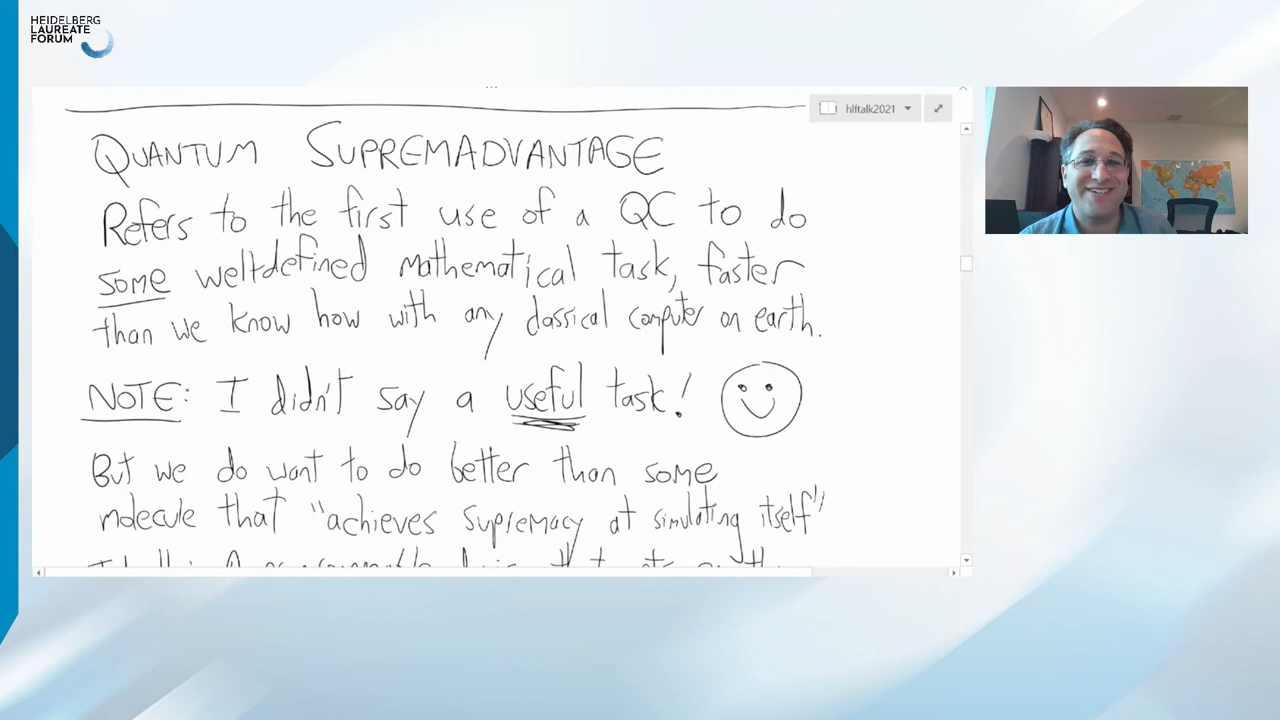 HEIDELBERG
LAUREATE
FORUM
hlftalk2021
QUANTUM SUPREMADVANTAGE
Refers to the first use of a QC to do
some well-defined mathematical task, faster
than we know how with any classical computer on earth.
NOTE: I didn't say a useful task!
But we do want to do better than some
molecule that "achieves supremacy at simulating itself"